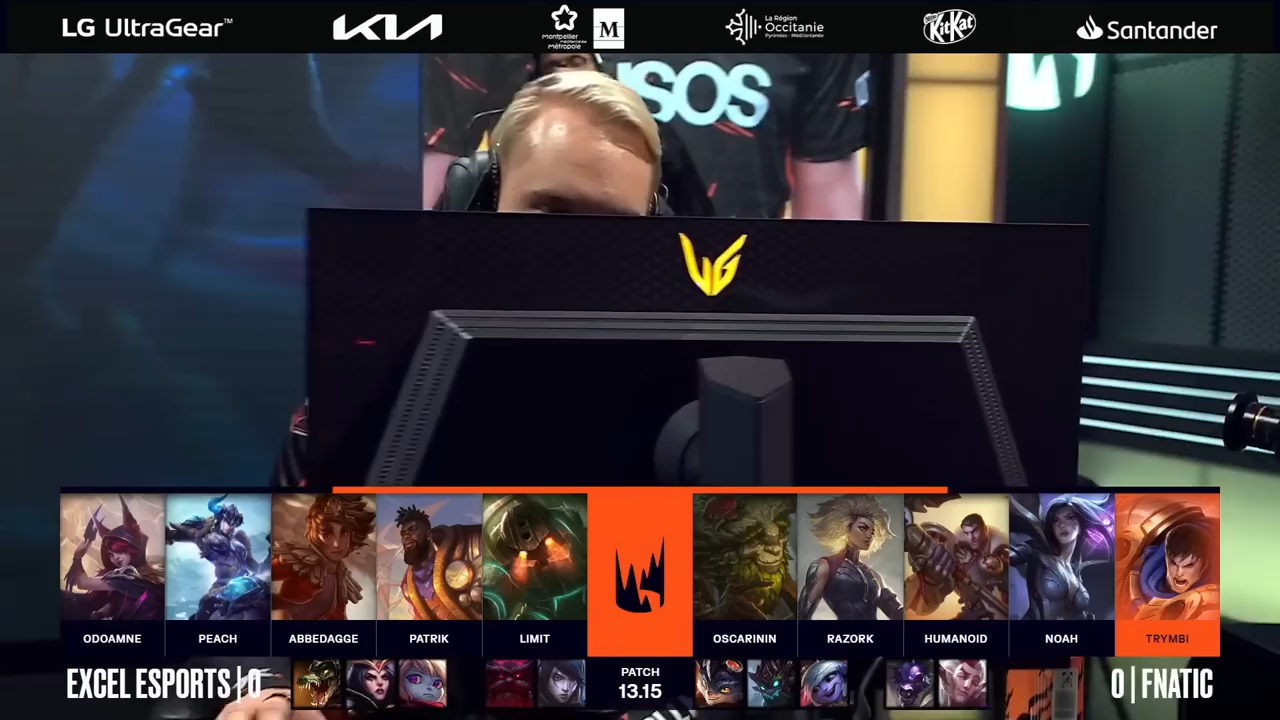 LG UltraGear™
KIA
Montpellier
Méditerranée
Métropole
M
La Région
Occitanie
Pyrénées - Méditerranée
KitKat
Santander
SOS
ODOAMNE
PEACH
ABBEDAGGE
PATRIK
LIMIT
OSCARININ
RAZORK
HUMANOID
NOAH
TRYMBI
EXCEL ESPORTS | 0
PATCH
13.15
0 | FNATIC